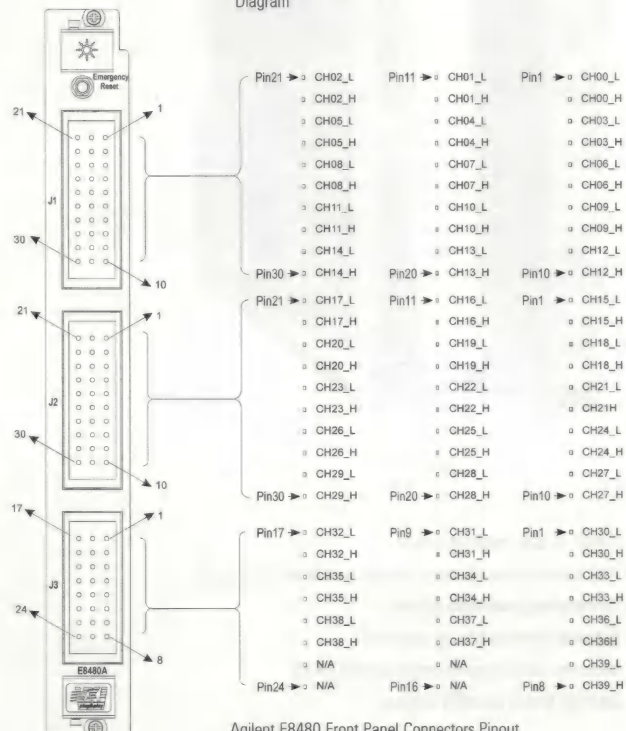 Diagram
Emergency
Reset
21
1
J1
30
10
21
1
J2
30
10
17
1
J3
24
8
E8480A
Pin21 CH02_L Pin11 CH01_L Pin1 CH00_L
CH02_H CH01_H CH00_H
CH05_L CH04_L CH03_L
CH05_H CH04_H CH03_H
CH08_L CH07_L CH06_L
CH08_H CH07_H CH06_H
CH11_L CH10_L CH09_L
CH11_H CH10_H CH09_H
CH14_L CH13_L CH12_L
Pin30 CH14_H Pin20 CH13_H Pin10 CH12_H
Pin21 CH17_L Pin11 CH16_L Pin1 CH15_L
CH17_H CH16_H CH15_H
CH20_L CH19_L CH18_L
CH20_H CH19_H CH18_H
CH23_L CH22_L CH21_L
CH23_H CH22_H CH21H
CH26_L CH25_L CH24_L
CH26_H CH25_H CH24_H
CH29_L CH28_L CH27_L
Pin30 CH29_H Pin20 CH28_H Pin10 CH27_H
Pin17 CH32_L Pin9 CH31_L Pin1 CH30_L
CH32_H CH31_H CH30_H
CH35_L CH34_L CH33_L
CH35_H CH34_H CH33_H
CH38_L CH37_L CH36_L
CH38_H CH37_H CH36H
N/A N/A CH39_L
Pin24 N/A Pin16 N/A Pin8 CH39_H
Agilent E8480 Front Panel Connectors Pinout